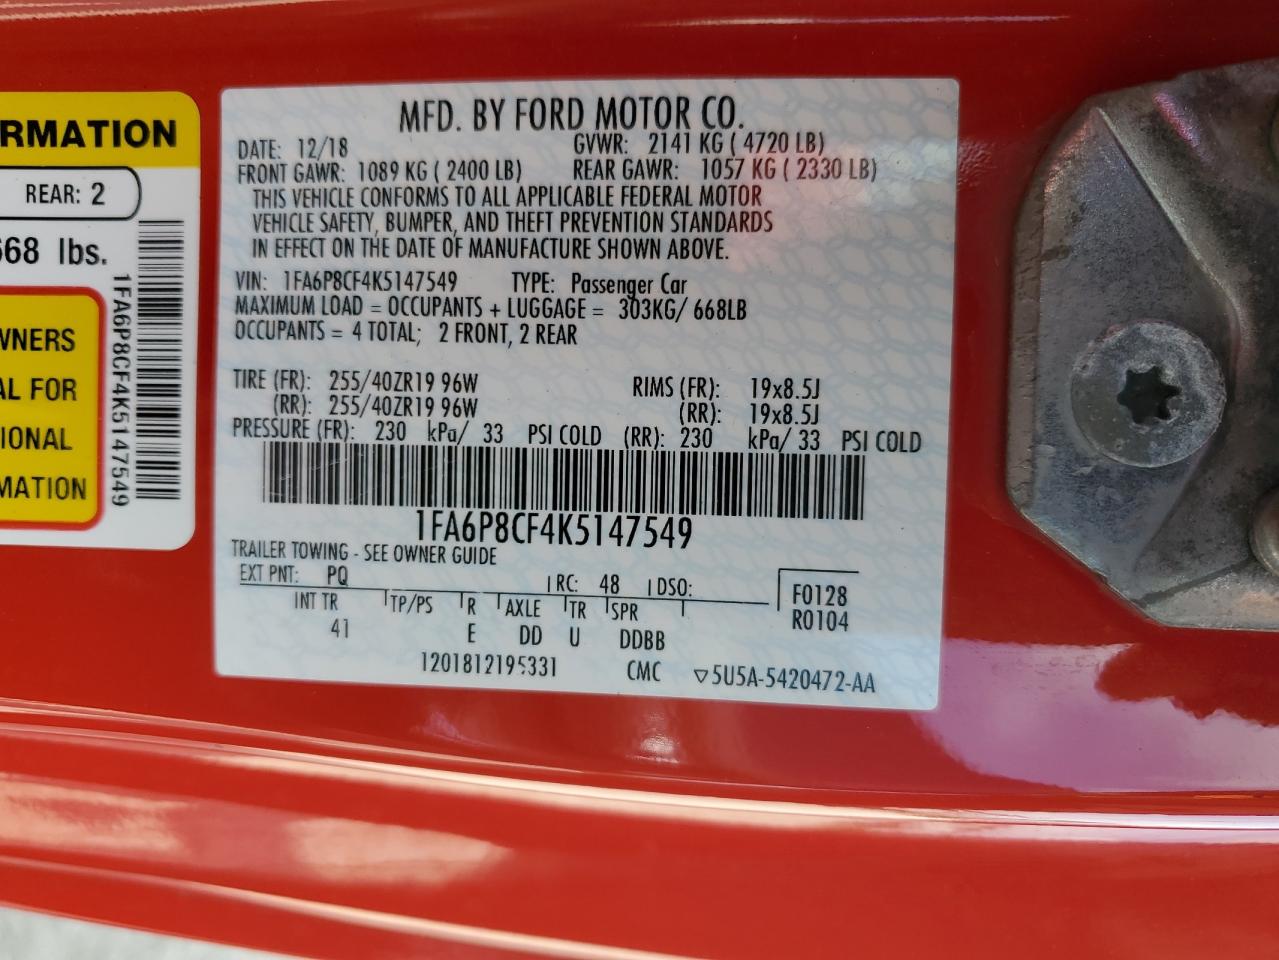 RMATION
REAR: 2
668 lbs.
1FA6P8CF4K5147549
WNERS
AL FOR
IONAL
MATION
MFD. BY FORD MOTOR CO.
DATE: 12/18 GVWR: 2141 KG ( 4720 LB)
FRONT GAWR: 1089 KG ( 2400 LB) REAR GAWR: 1057 KG ( 2330 LB)
THIS VEHICLE CONFORMS TO ALL APPLICABLE FEDERAL MOTOR
VEHICLE SAFETY, BUMPER, AND THEFT PREVENTION STANDARDS
IN EFFECT ON THE DATE OF MANUFACTURE SHOWN ABOVE.
VIN: 1FA6P8CF4K5147549 TYPE: Passenger Car
MAXIMUM LOAD = OCCUPANTS + LUGGAGE = 303KG/ 668LB
OCCUPANTS = 4 TOTAL; 2 FRONT, 2 REAR
TIRE (FR): 255/40ZR19 96W RIMS (FR): 19x8.5J
(RR): 255/40ZR19 96W (RR): 19x8.5J
PRESSURE (FR): 230 kPa/ 33 PSI COLD (RR): 230 kPa/ 33 PSI COLD
1FA6P8CF4K5147549
TRAILER TOWING - SEE OWNER GUIDE
EXT PNT: PQ RC: 48 DSO:
INT TR TP/PS R AXLE TR SPR F0128
41 E DD U DDBB R0104
1201812195331 CMC ▽5U5A-5420472-AA